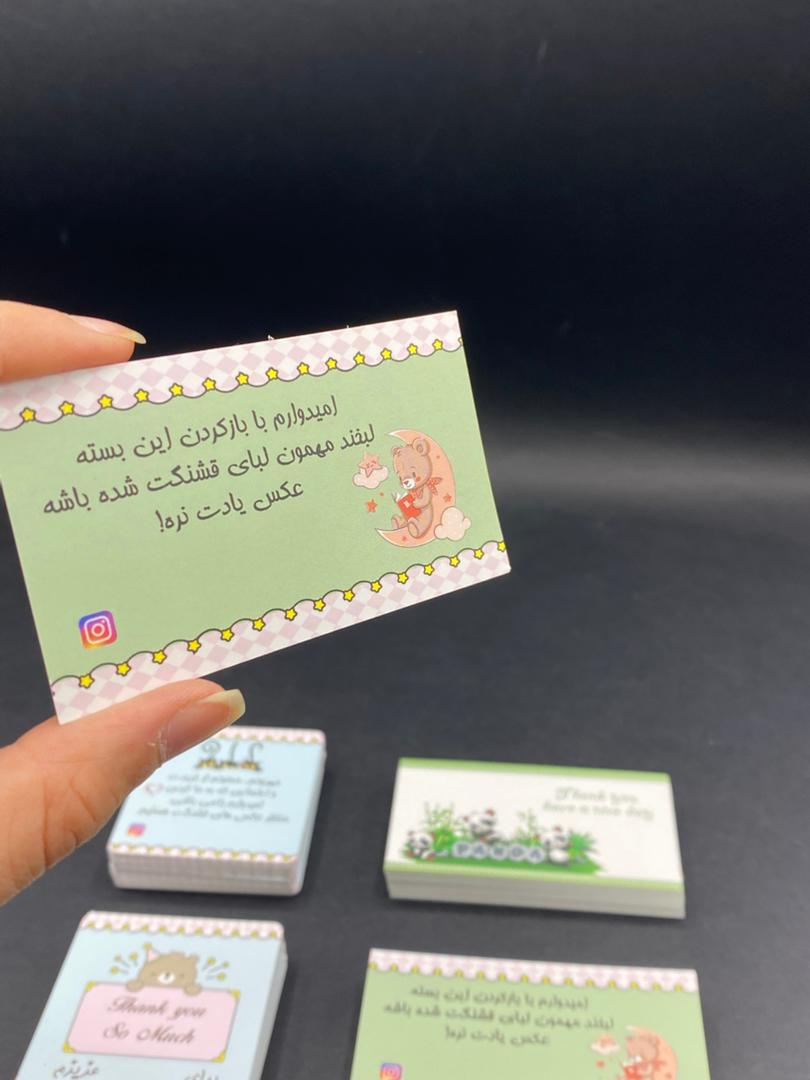 امیدوارم با بازکردن این بسته
لبخند مهمون لبای قشنگت شده باشه
عکس یادت نره!
Thank you
have a nice day
PANDA
Thank you
So Much
عزیزم
برای
امیدوارم با بازکردن این بسته
لبخند مهمون لبای قشنگت شده باشه
عکس یادت نره!